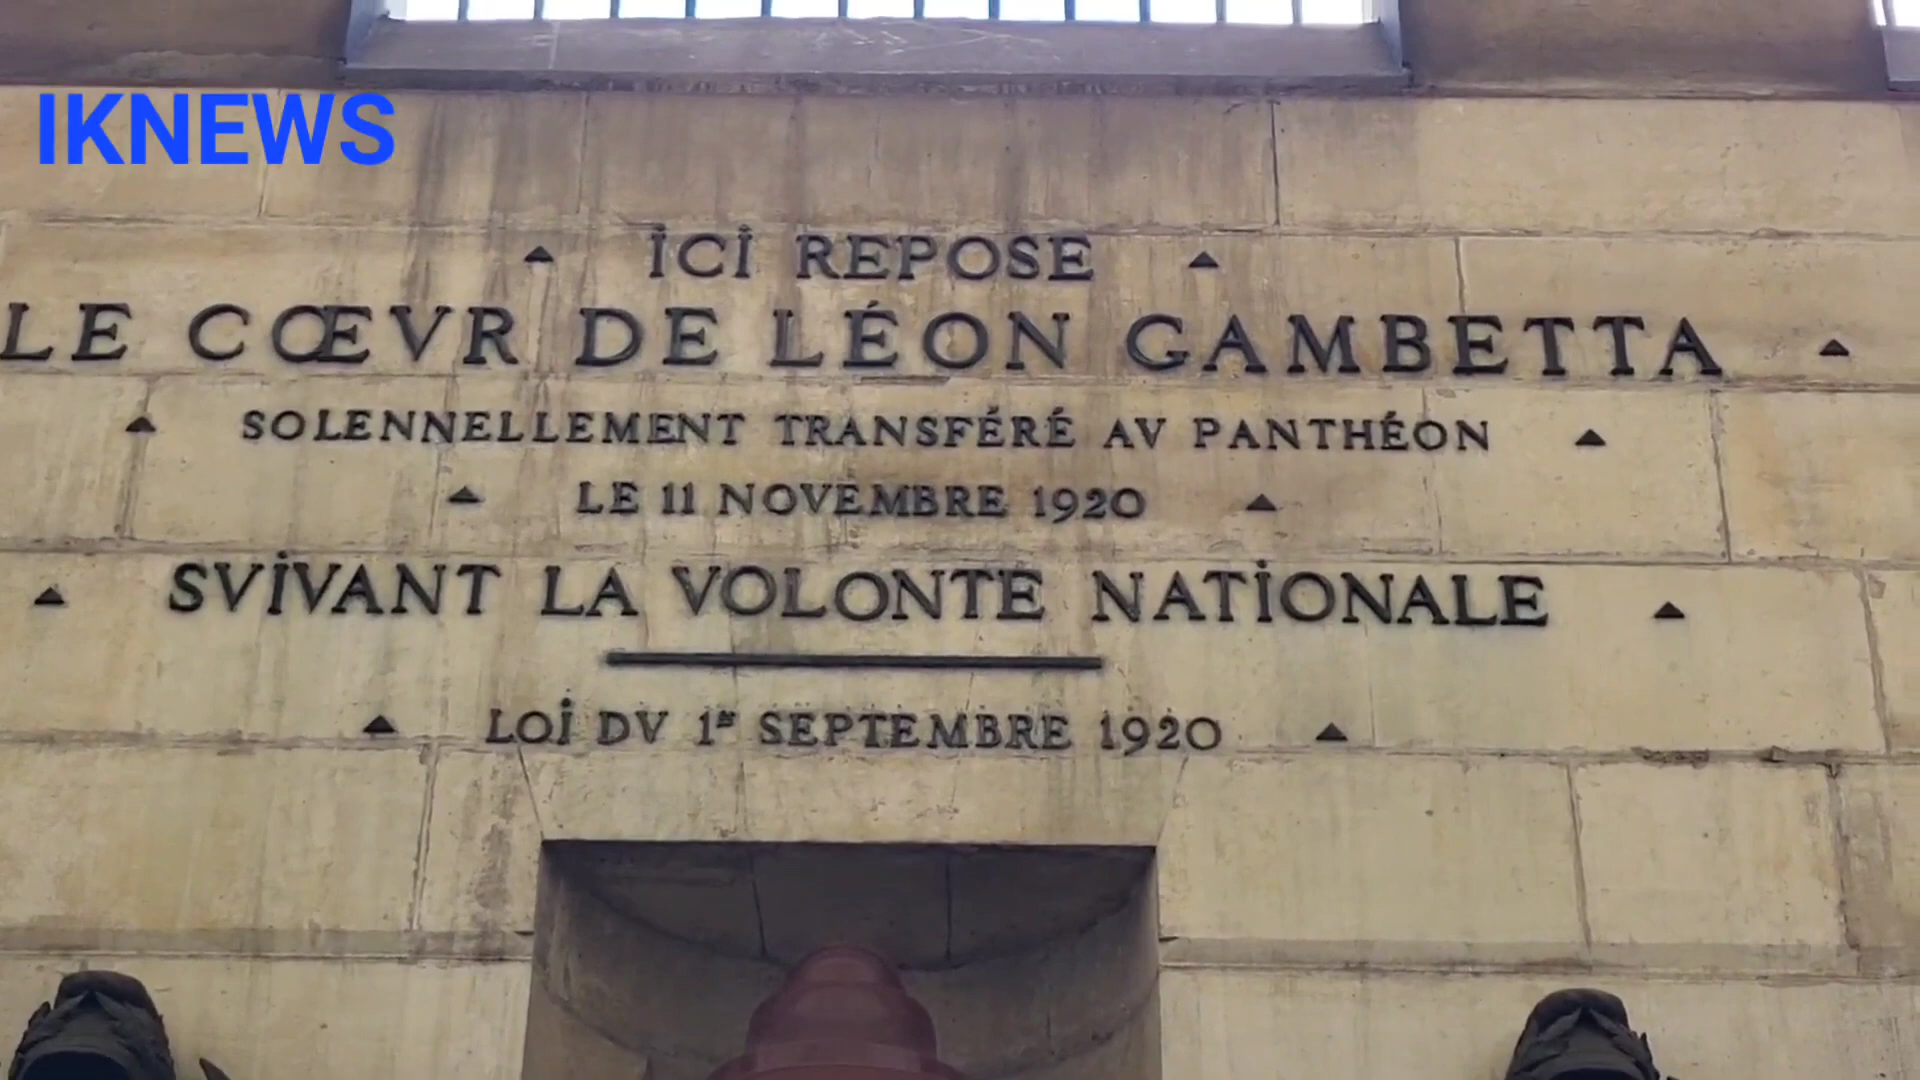 IKNEWS
ICI REPOSE
LE CŒVR DE LÉON GAMBETTA
SOLENNELLEMENT TRANSFÉRÉ AV PANTHÉON
LE 11 NOVEMBRE 1920
SVIVANT LA VOLONTE NATIONALE
LOI DV 1ER SEPTEMBRE 1920